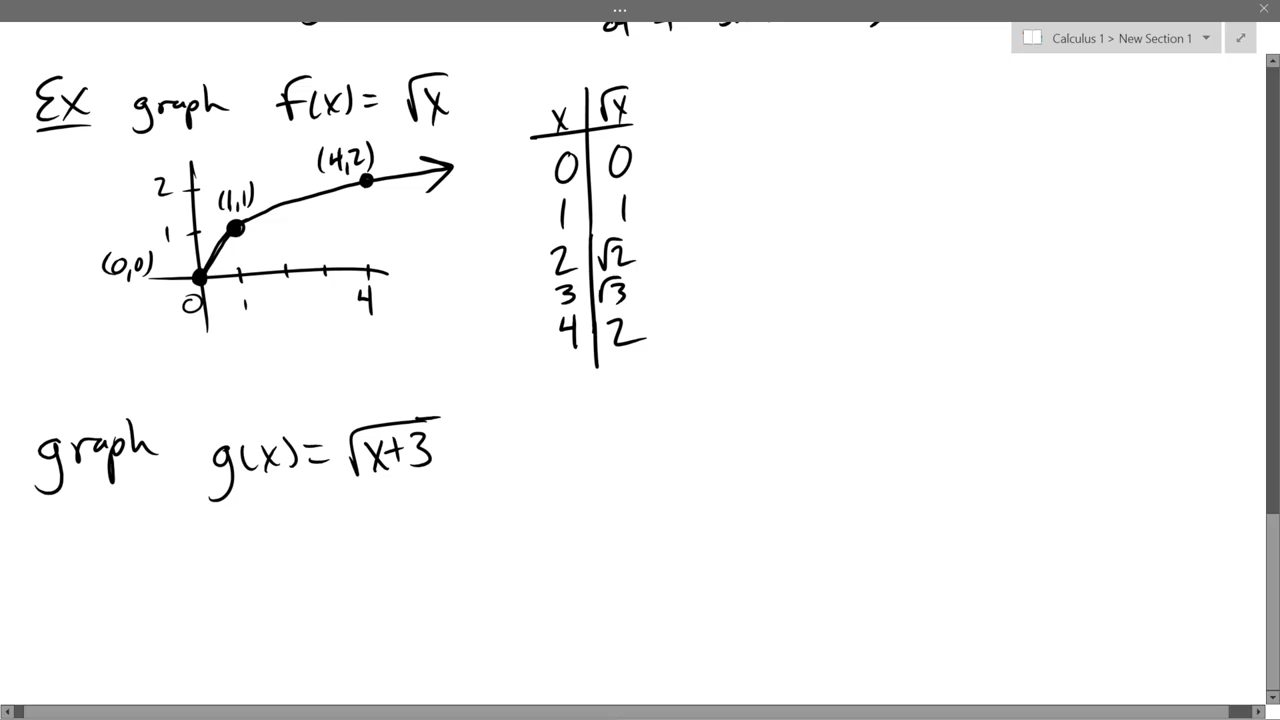 Calculus 1 > New Section 1
Ex graph f(x) = √x
x | √x
0 | 0
1 | 1
2 | √2
3 | √3
4 | 2
(4,2)
2
(1,1)
1
(0,0)
0 1 4
graph g(x) = √x+3